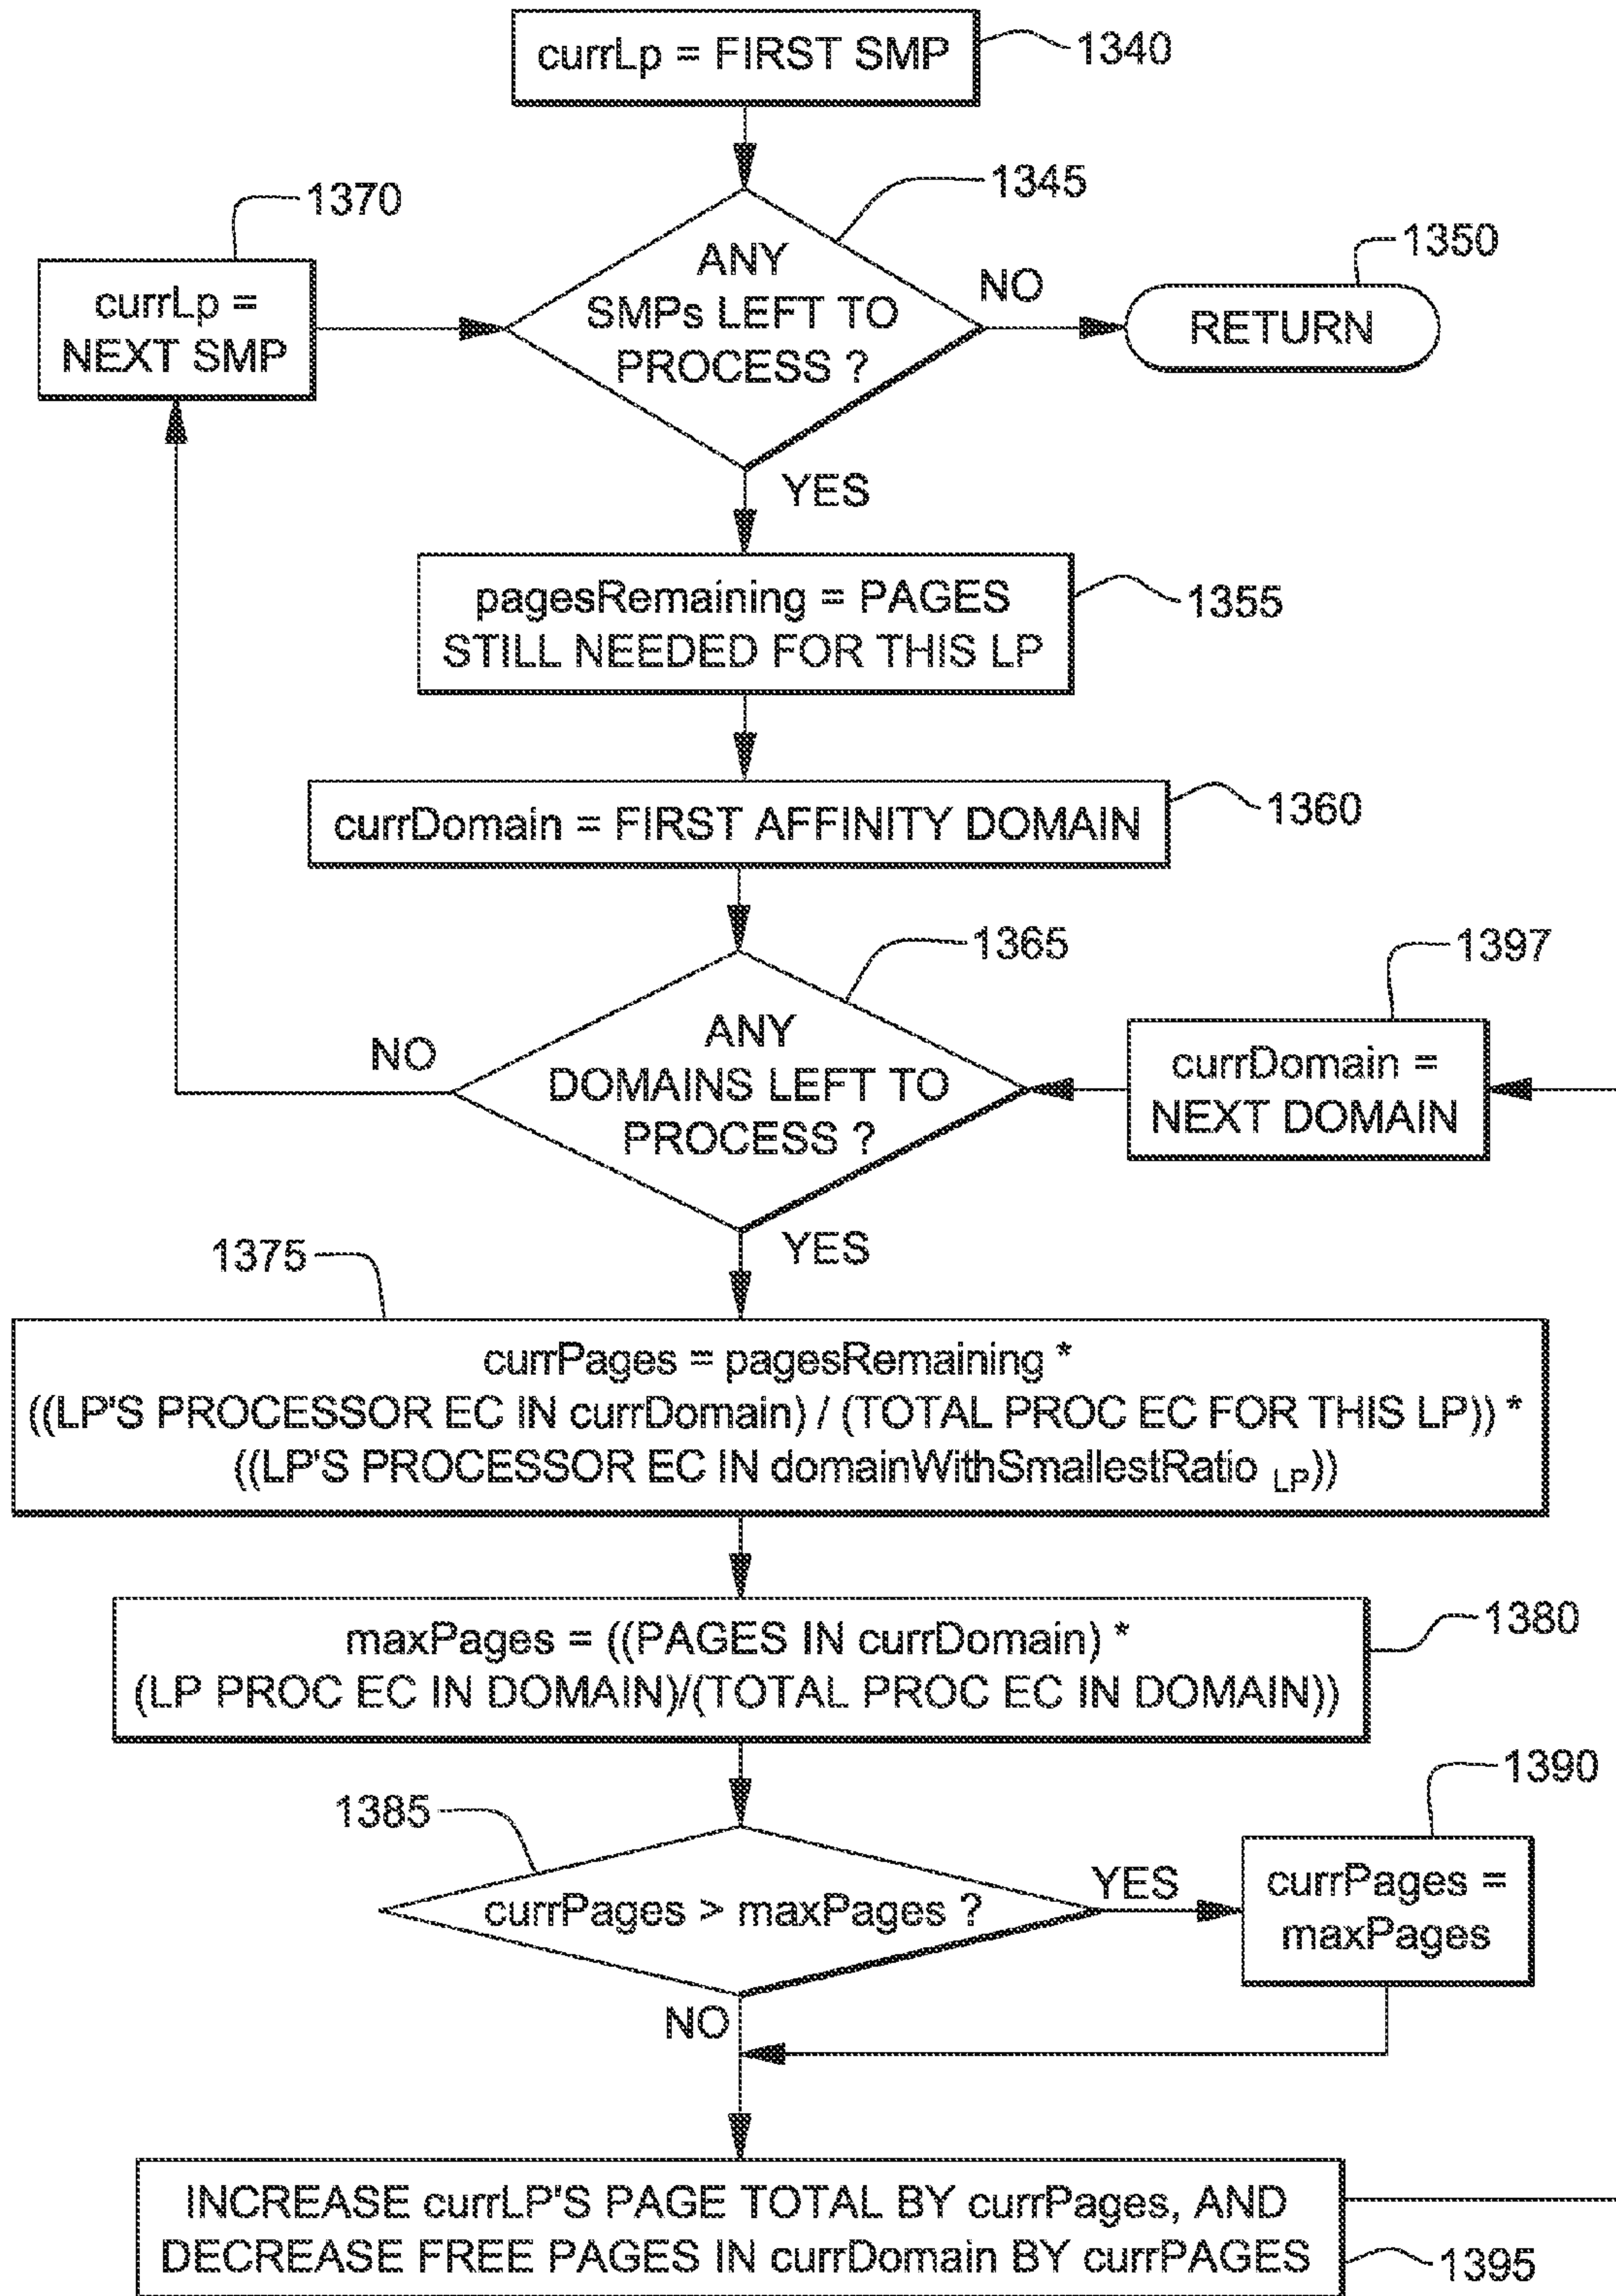 currLp = FIRST SMP
1340
1345
1370
ANY
SMPs LEFT TO
PROCESS ?
NO
1350
RETURN
currLp =
NEXT SMP
YES
pagesRemaining = PAGES
STILL NEEDED FOR THIS LP
1355
currDomain = FIRST AFFINITY DOMAIN
1360
1365
1397
ANY
DOMAINS LEFT TO
PROCESS ?
NO
currDomain =
NEXT DOMAIN
YES
1375
currPages = pagesRemaining *
((LP'S PROCESSOR EC IN currDomain) / (TOTAL PROC EC FOR THIS LP)) *
((LP'S PROCESSOR EC IN domainWithSmallestRatio LP))
maxPages = ((PAGES IN currDomain) *
(LP PROC EC IN DOMAIN)/(TOTAL PROC EC IN DOMAIN))
1380
1385
1390
currPages > maxPages ?
YES
currPages =
maxPages
NO
INCREASE currLP'S PAGE TOTAL BY currPages, AND
DECREASE FREE PAGES IN currDomain BY currPAGES
1395